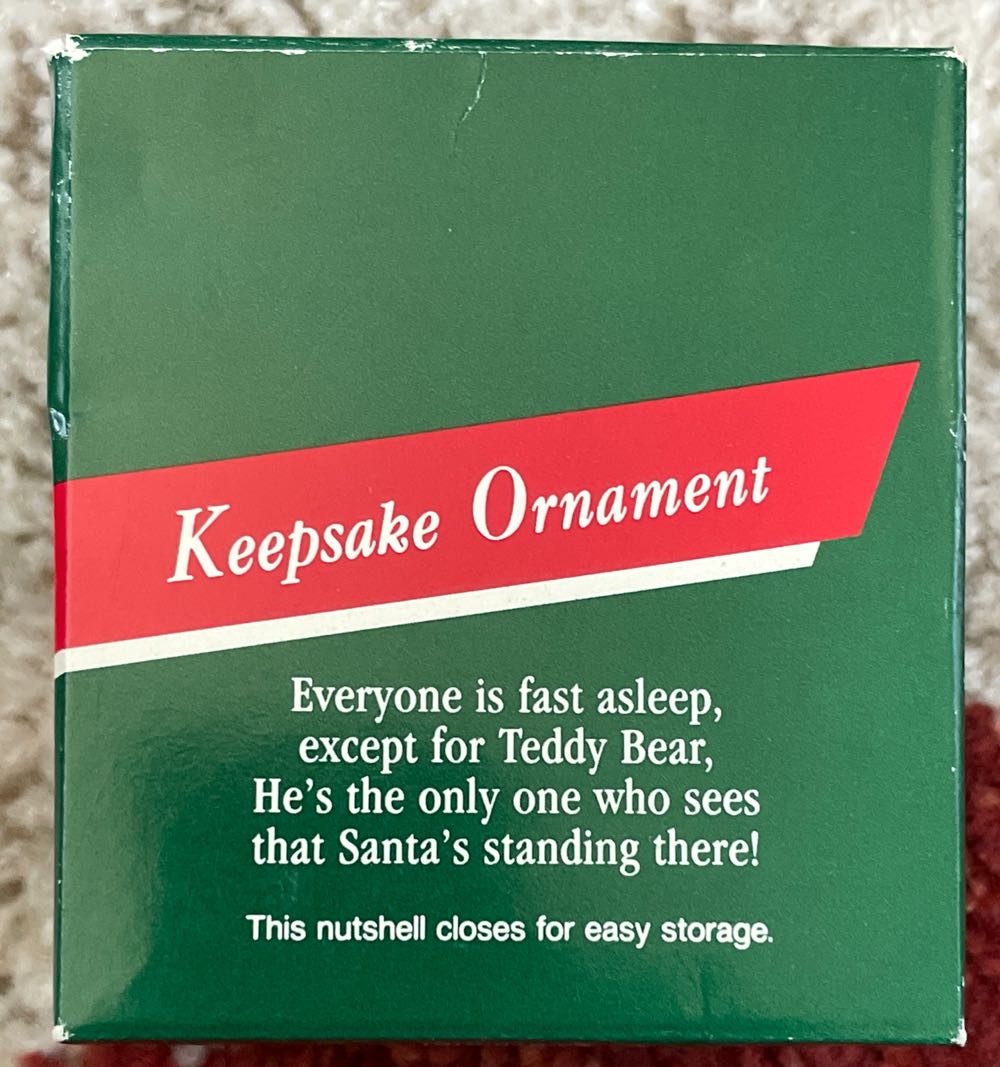 Keepsake Ornament
Everyone is fast asleep,
except for Teddy Bear,
He's the only one who sees
that Santa's standing there!
This nutshell closes for easy storage.